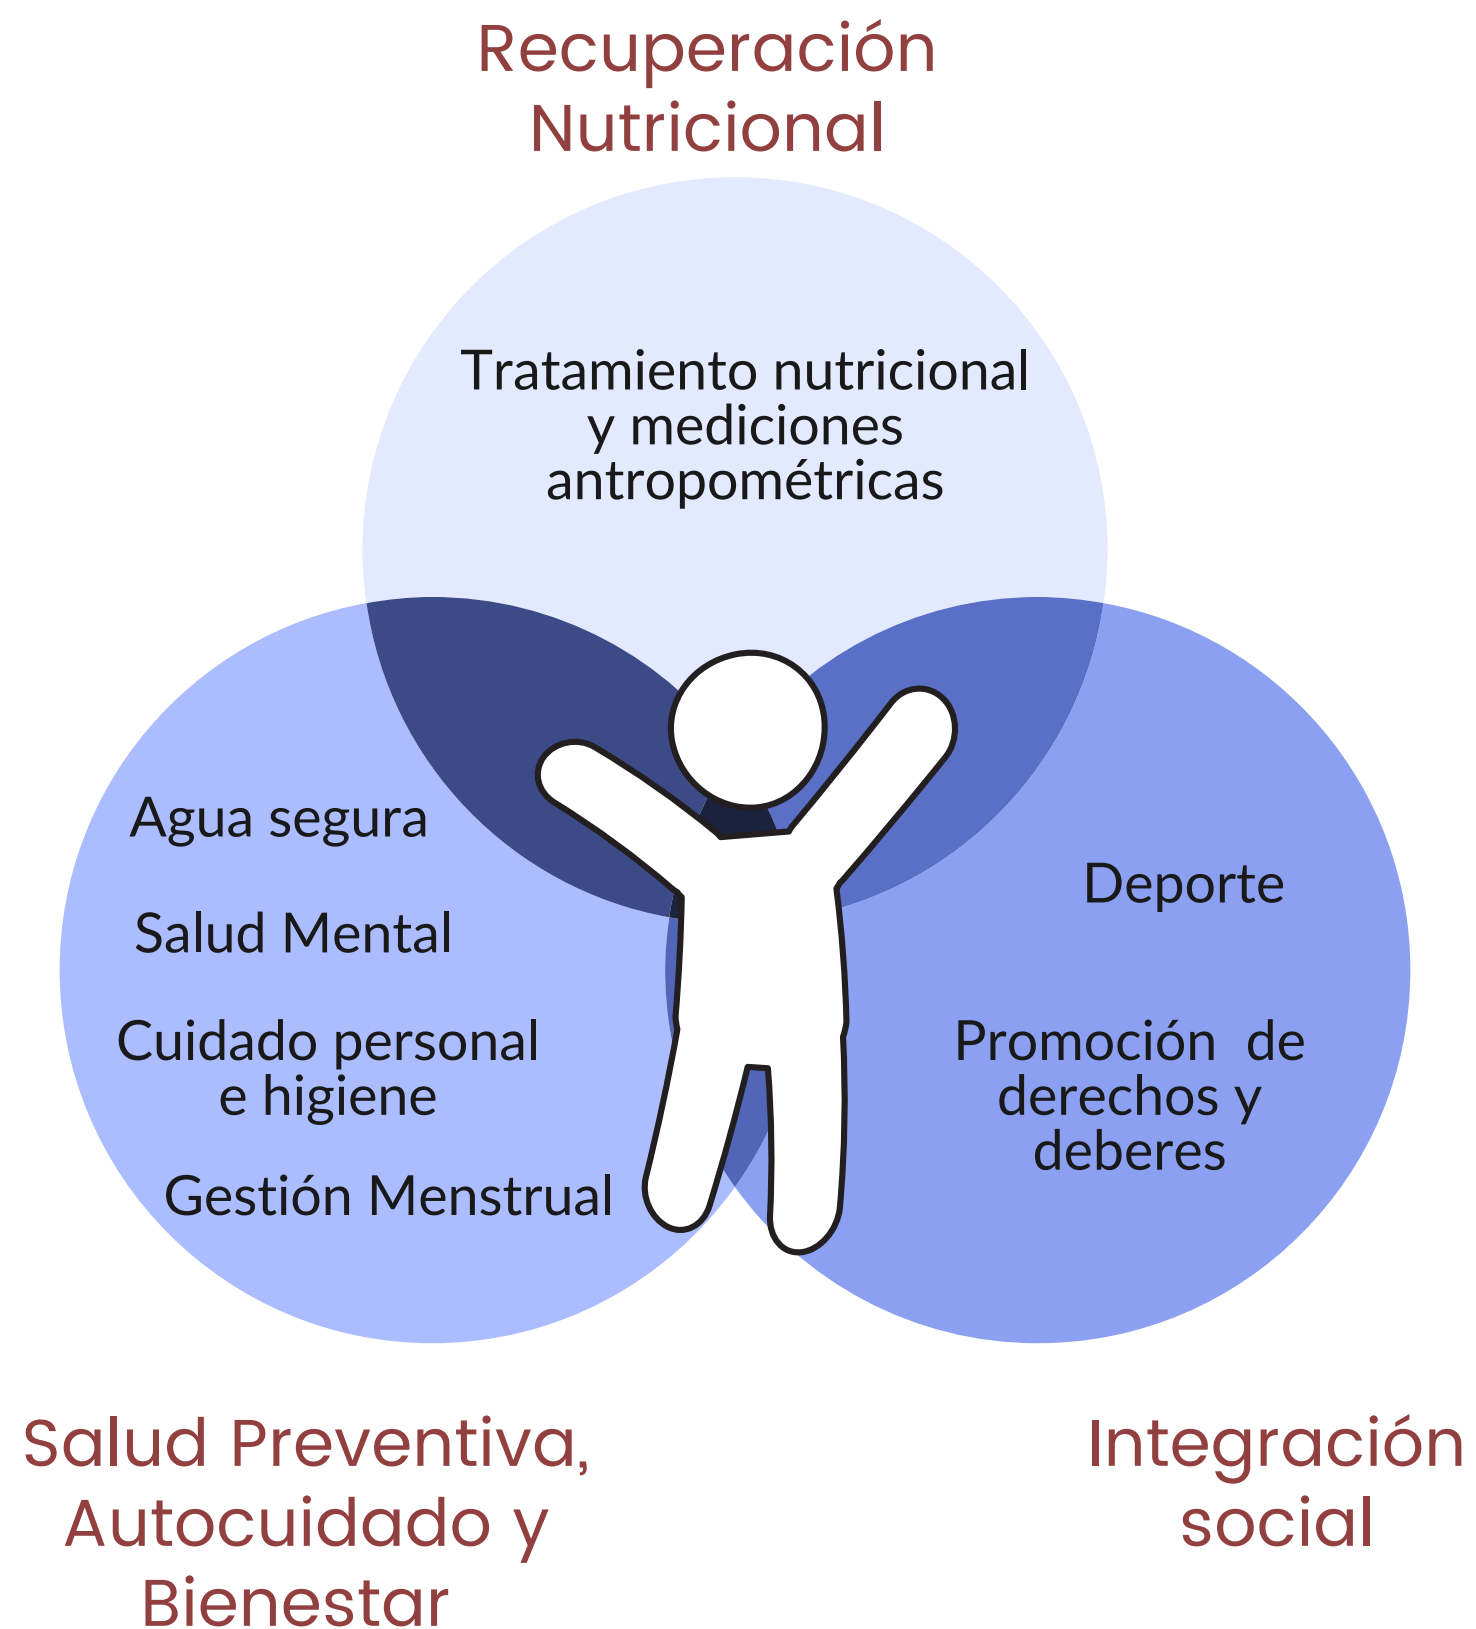 Recuperación
Nutricional
Tratamiento nutricional
y mediciones
antropométricas
Agua segura
Salud Mental
Cuidado personal
e higiene
Gestión Menstrual
Deporte
Promoción de
derechos y
deberes
Salud Preventiva,
Autocuidado y
Bienestar
Integración
social